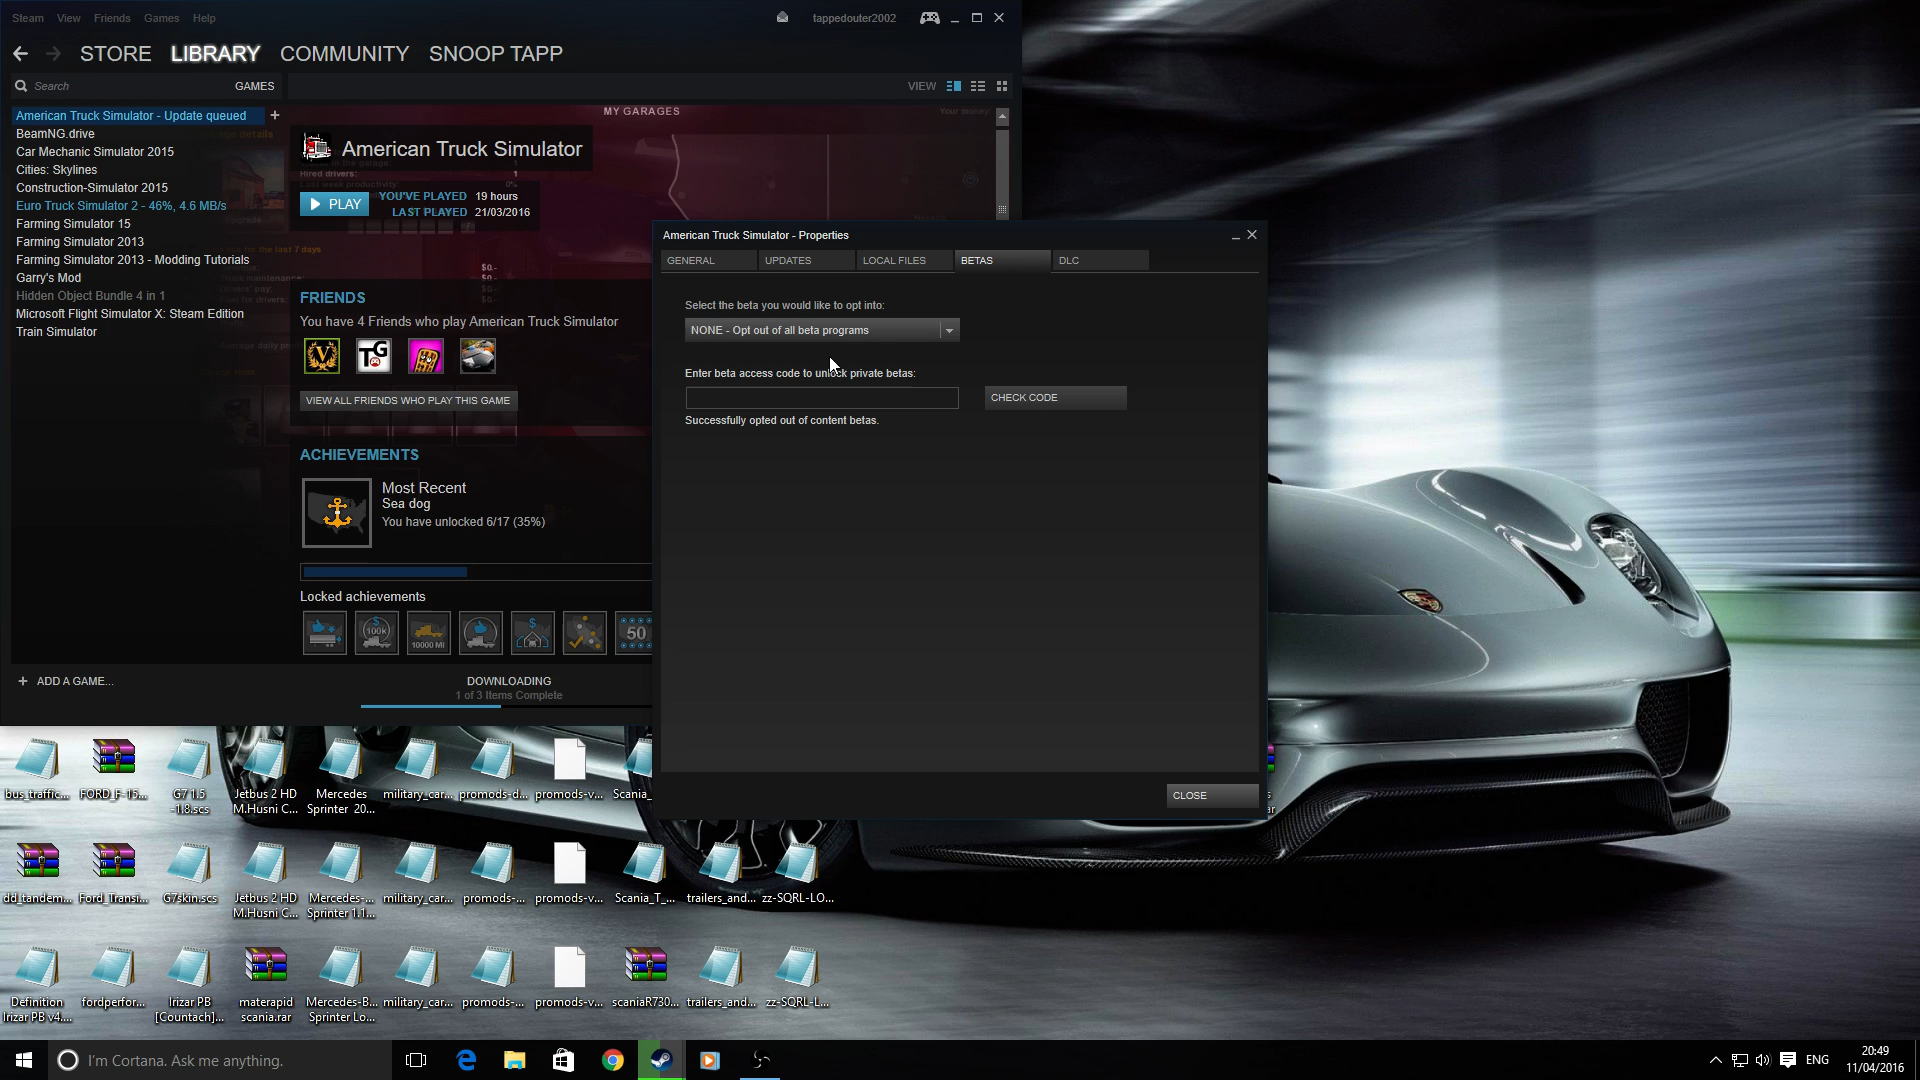 Steam View Friends Games Help
tappedouter2002
STORE LIBRARY COMMUNITY SNOOP TAPP
Search
GAMES
VIEW
American Truck Simulator - Update queued
BeamNG.drive
Car Mechanic Simulator 2015
Cities: Skylines
Construction-Simulator 2015
Euro Truck Simulator 2 - 46%, 4.6 MB/s
Farming Simulator 15
Farming Simulator 2013
Farming Simulator 2013 - Modding Tutorials
Garry's Mod
Hidden Object Bundle 4 in 1
Microsoft Flight Simulator X: Steam Edition
Train Simulator
MY GARAGES
Your money:
American Truck Simulator
Hired drivers: 1
PLAY
YOU'VE PLAYED 19 hours
LAST PLAYED 21/03/2016
FRIENDS
You have 4 Friends who play American Truck Simulator
TG
VIEW ALL FRIENDS WHO PLAY THIS GAME
ACHIEVEMENTS
Most Recent
Sea dog
You have unlocked 6/17 (35%)
Locked achievements
100k
10000 MI
50
+ ADD A GAME...
DOWNLOADING
1 of 3 Items Complete
American Truck Simulator - Properties
GENERAL UPDATES LOCAL FILES BETAS DLC
Select the beta you would like to opt into:
NONE - Opt out of all beta programs
Enter beta access code to unlock private betas:
CHECK CODE
Successfully opted out of content betas.
CLOSE
bus_traffic... FORD_F-15... G7 1.5 -1.8.scs Jetbus 2 HD M.Husni C... Mercedes Sprinter 20... military_car... promods-d... promods-v... Scania_
dd_tandem... Ford_Transi... G7skin.scs Jetbus 2 HD M.Husni C... Mercedes-... Sprinter 1.1... military_car... promods-... promods-v... Scania_T_... trailers_and... zz-SQRL-LO...
Definition Irizar PB v4.... fordperfor... Irizar PB [Countach]... materapid scania.rar Mercedes-B... Sprinter Lo... military_car... promods-... promods-v... scaniaR730... trailers_and... zz-SQRL-L...
I'm Cortana. Ask me anything.
ENG
20:49
11/04/2016